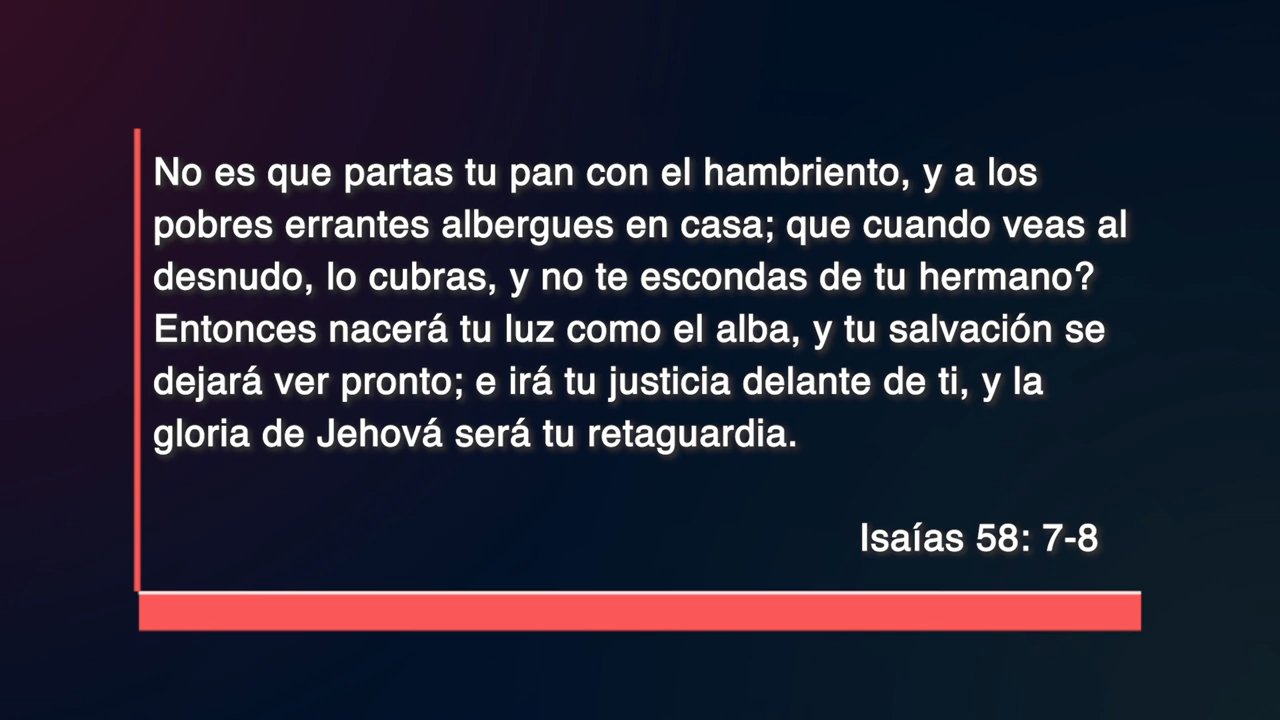 No es que partas tu pan con el hambriento, y a los
pobres errantes albergues en casa; que cuando veas al
desnudo, lo cubras, y no te escondas de tu hermano?
Entonces nacerá tu luz como el alba, y tu salvación se
dejará ver pronto; e irá tu justicia delante de ti, y la
gloria de Jehová será tu retaguardia.
Isaías 58: 7-8